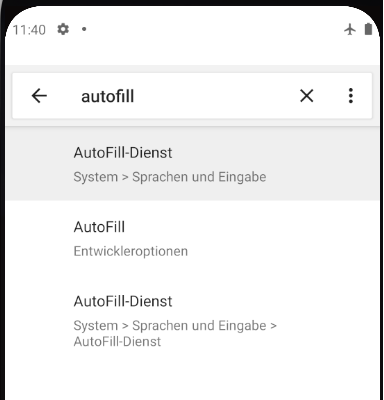 11:40
autofill
AutoFill-Dienst
System > Sprachen und Eingabe
AutoFill
Entwickleroptionen
AutoFill-Dienst
System > Sprachen und Eingabe >
AutoFill-Dienst